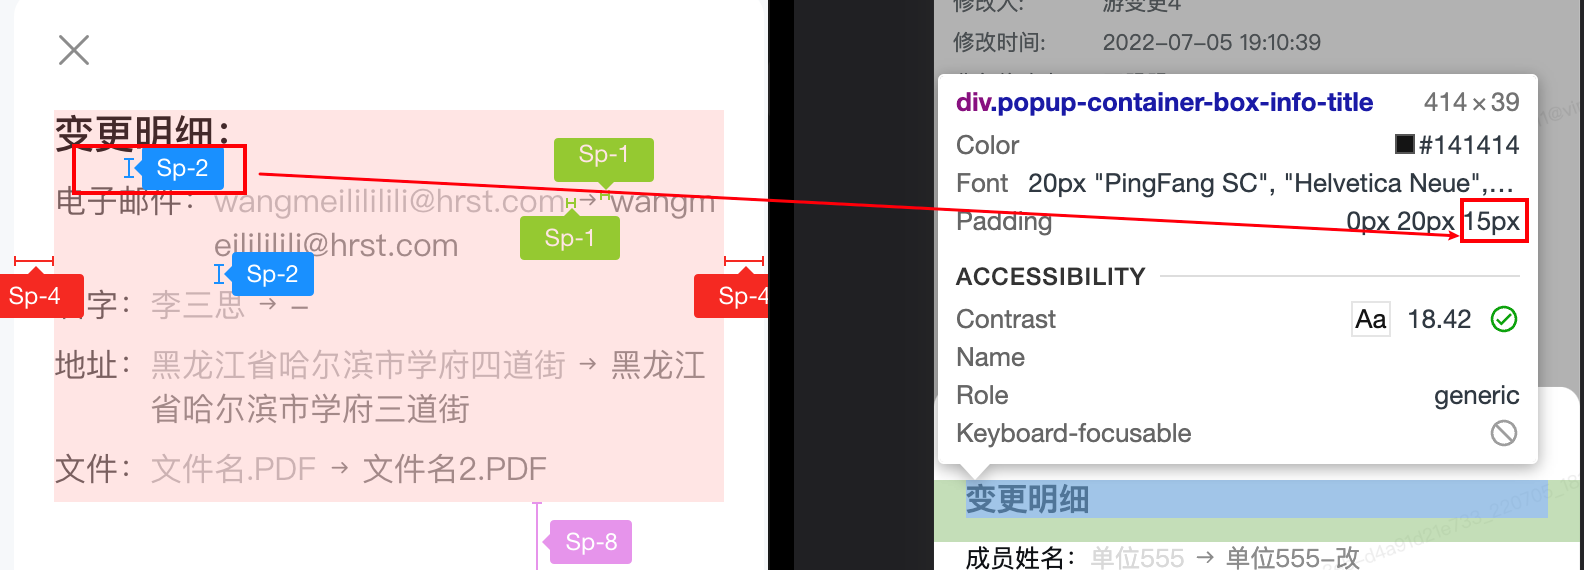 变更明细：
Sp-2
Sp-1
电子邮件： wangmeilililili@hrst.com → wangm
eilililili@hrst.com
Sp-1
Sp-2
Sp-4
Sp-4
字： 李三思 → –
地址： 黑龙江省哈尔滨市学府四道街 → 黑龙江
省哈尔滨市学府三道街
文件： 文件名.PDF → 文件名2.PDF
Sp-8
修改人： 游变更4
修改时间: 2022-07-05 19:10:39
div.popup-container-box-info-title 414 × 39
Color #141414
Font 20px "PingFang SC", "Helvetica Neue",...
Padding 0px 20px 15px
ACCESSIBILITY
Contrast Aa 18.42
Name
Role generic
Keyboard-focusable
变更明细
成员姓名： 单位555 → 单位555-改